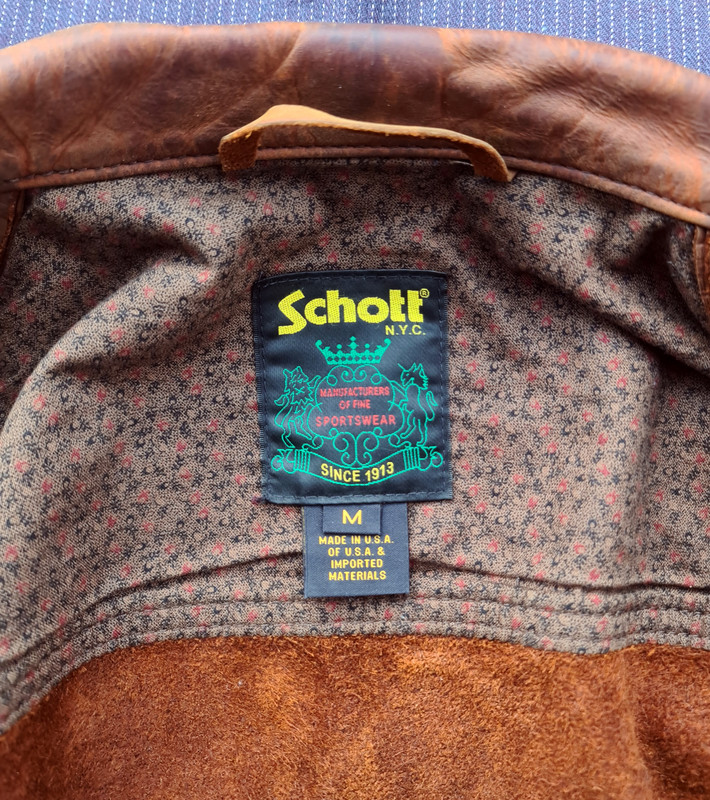 Schott®
N.Y.C.
MANUFACTURERS
OF FINE
SPORTSWEAR
SINCE 1913
M
MADE IN U.S.A.
OF U.S.A. &
IMPORTED
MATERIALS